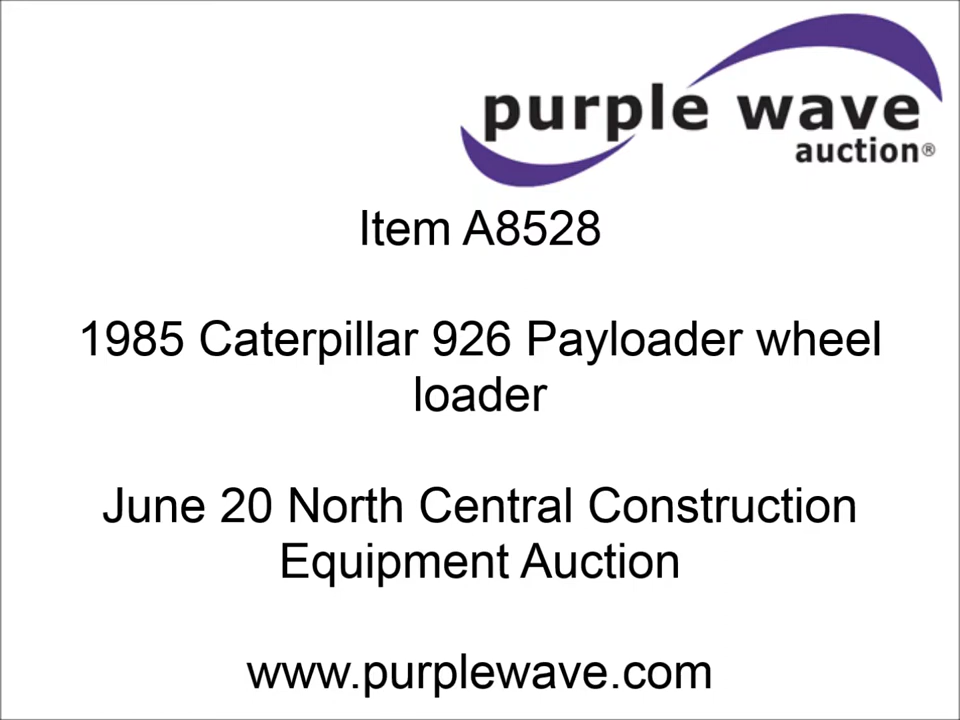 purple wave
auction®
Item A8528
1985 Caterpillar 926 Payloader wheel
loader
June 20 North Central Construction
Equipment Auction
www.purplewave.com